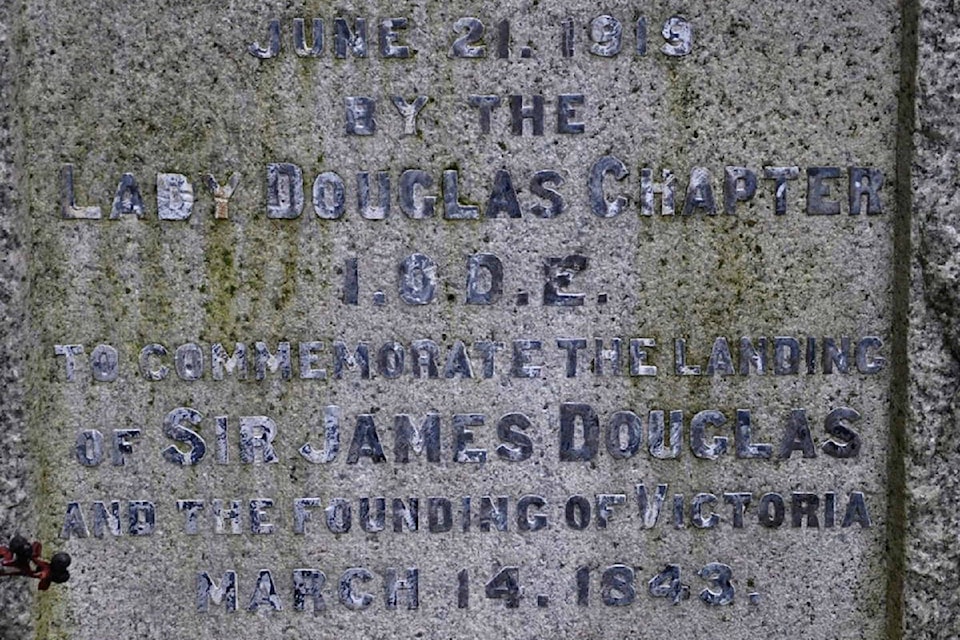 JUNE 21. 1919
BY THE
LADY DOUGLAS CHAPTER
I.O.D.E.
TO COMMEMORATE THE LANDING
OF SIR JAMES DOUGLAS
AND THE FOUNDING OF VICTORIA
MARCH 14. 1843.